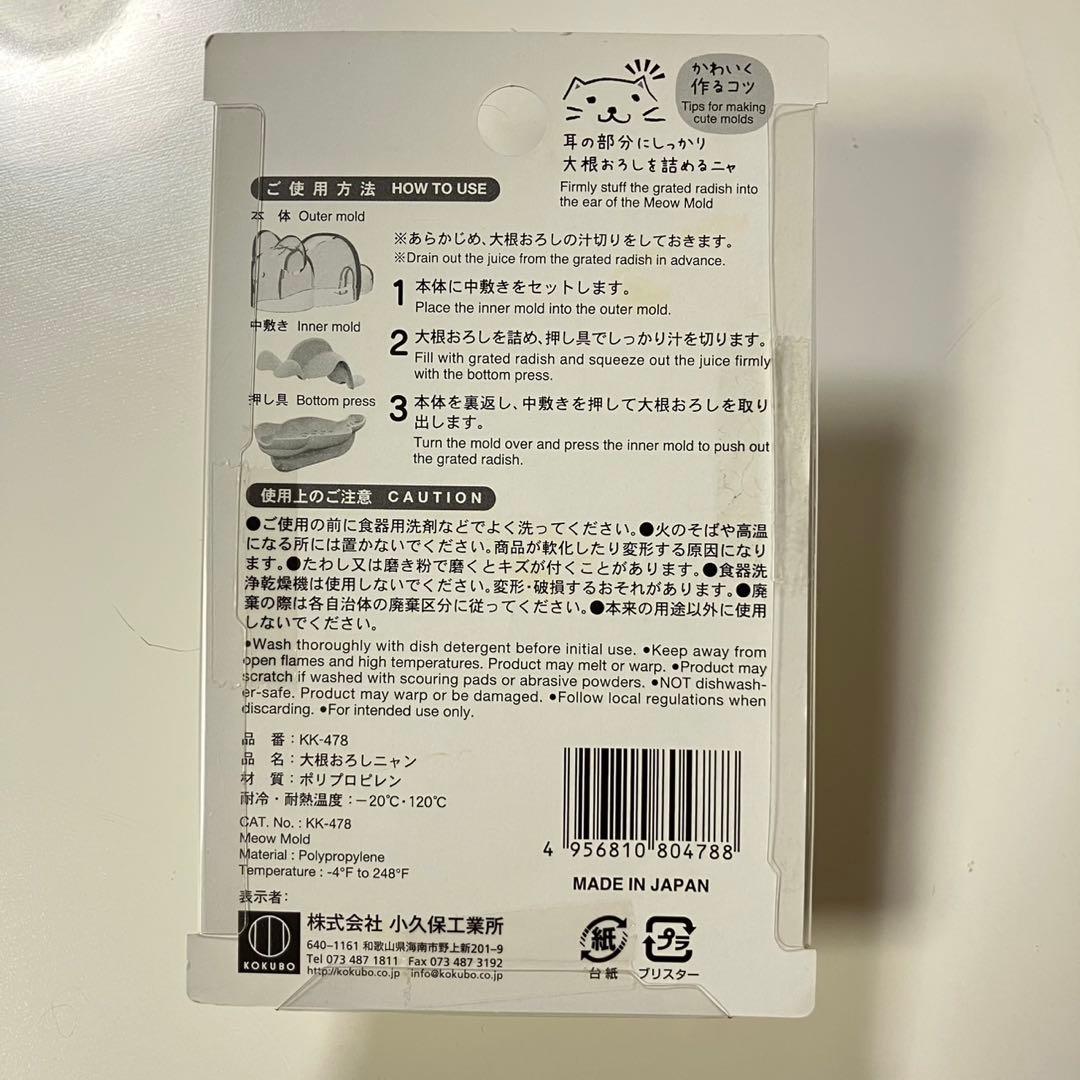 かわいく
作るコツ
Tips for making
cute molds
耳の部分にしっかり
大根おろしを詰めるニャ
Firmly stuff the grated radish into
the ear of the Meow Mold
ご使用方法 HOW TO USE
本 体 Outer mold
※あらかじめ、大根おろしの汁切りをしておきます。
※Drain out the juice from the grated radish in advance.
1 本体に中敷きをセットします。
Place the inner mold into the outer mold.
中敷き Inner mold
2 大根おろしを詰め、押し具でしっかり汁を切ります。
Fill with grated radish and squeeze out the juice firmly
with the bottom press.
押し具 Bottom press
3 本体を裏返し、中敷きを押して大根おろしを取り
出します。
Turn the mold over and press the inner mold to push out
the grated radish.
使用上のご注意 CAUTION
●ご使用の前に食器用洗剤などでよく洗ってください。●火のそばや高温
になる所には置かないでください。商品が軟化したり変形する原因になり
ます。●たわし又は磨き粉で磨くとキズが付くことがあります。●食器洗
浄乾燥機は使用しないでください。変形・破損するおそれがあります。●廃
棄の際は各自治体の廃棄区分に従ってください。●本来の用途以外に使用
しないでください。
●Wash thoroughly with dish detergent before initial use. ●Keep away from
open flames and high temperatures. Product may melt or warp. ●Product may
scratch if washed with scouring pads or abrasive powders. ●NOT dishwash-
er-safe. Product may warp or be damaged. ●Follow local regulations when
discarding. ●For intended use only.
品 番：KK-478
品 名：大根おろしニャン
材 質：ポリプロピレン
耐冷・耐熱温度：－20℃・120℃
CAT. No. : KK-478
Meow Mold
Material : Polypropylene
Temperature : -4°F to 248°F
4 956810 804788
MADE IN JAPAN
表示者：
KOKUBO
株式会社 小久保工業所
640-1161 和歌山県海南市野上新201-9
Tel 073 487 1811 Fax 073 487 3192
http://kokubo.co.jp info@kokubo.co.jp
紙
台紙
プラ
ブリスター